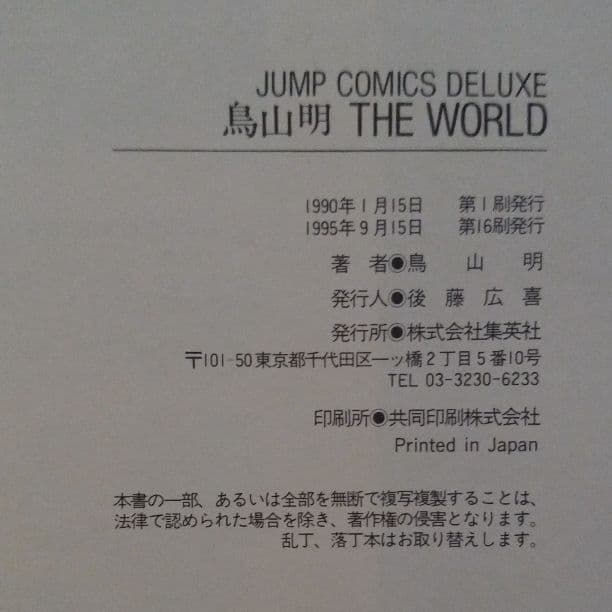 JUMP COMICS DELUXE
鳥山明 THE WORLD
1990年1月15日 第1刷発行
1995年9月15日 第16刷発行
著者●鳥山明
発行人●後藤広喜
発行所●株式会社集英社
〒101-50 東京都千代田区一ッ橋2丁目5番10号
TEL 03-3230-6233
印刷所●共同印刷株式会社
Printed in Japan
本書の一部、あるいは全部を無断で複写複製することは、
法律で認められた場合を除き、著作権の侵害となります。
乱丁、落丁本はお取り替えします。